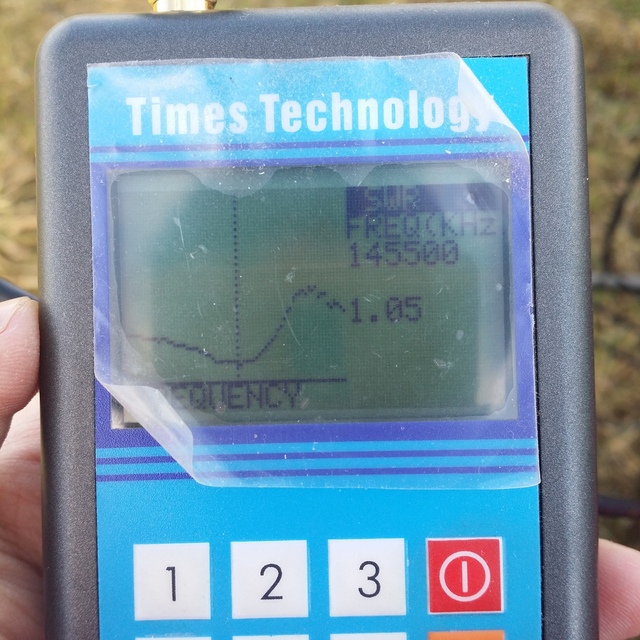 Times Technology
SWR
FREQ(KHz
145500
1.05
EQUENCY
1 2 3